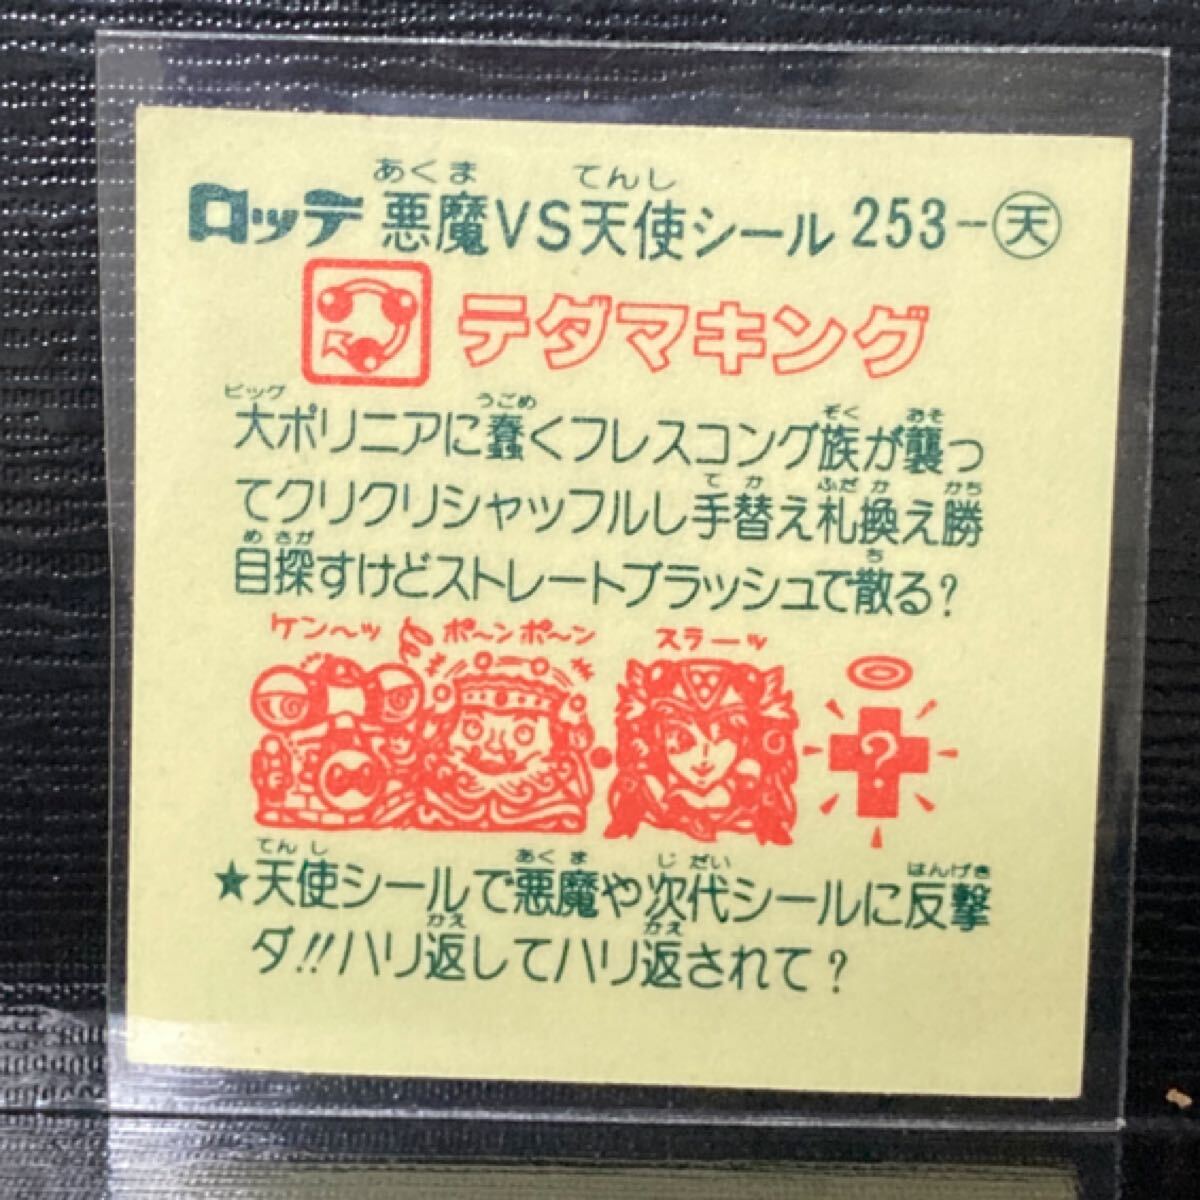 ロッテ 悪魔VS天使シール 253-天
あくま てんし
テダマキング
ビッグ うごめ ぞく おそ
大ポリニアに蠢くフレスコング族が襲っ
てか ふだか かち
てクリクリシャッフルし手替え札換え勝
めさが ち
目探すけどストレートブラッシュで散る?
ケン〜ッ ポ〜ンポ〜ン スラーッ
?
てんし あくま じだい はんげき
★天使シールで悪魔や次代シールに反撃
かえ かえ
ダ!!ハリ返してハリ返されて?